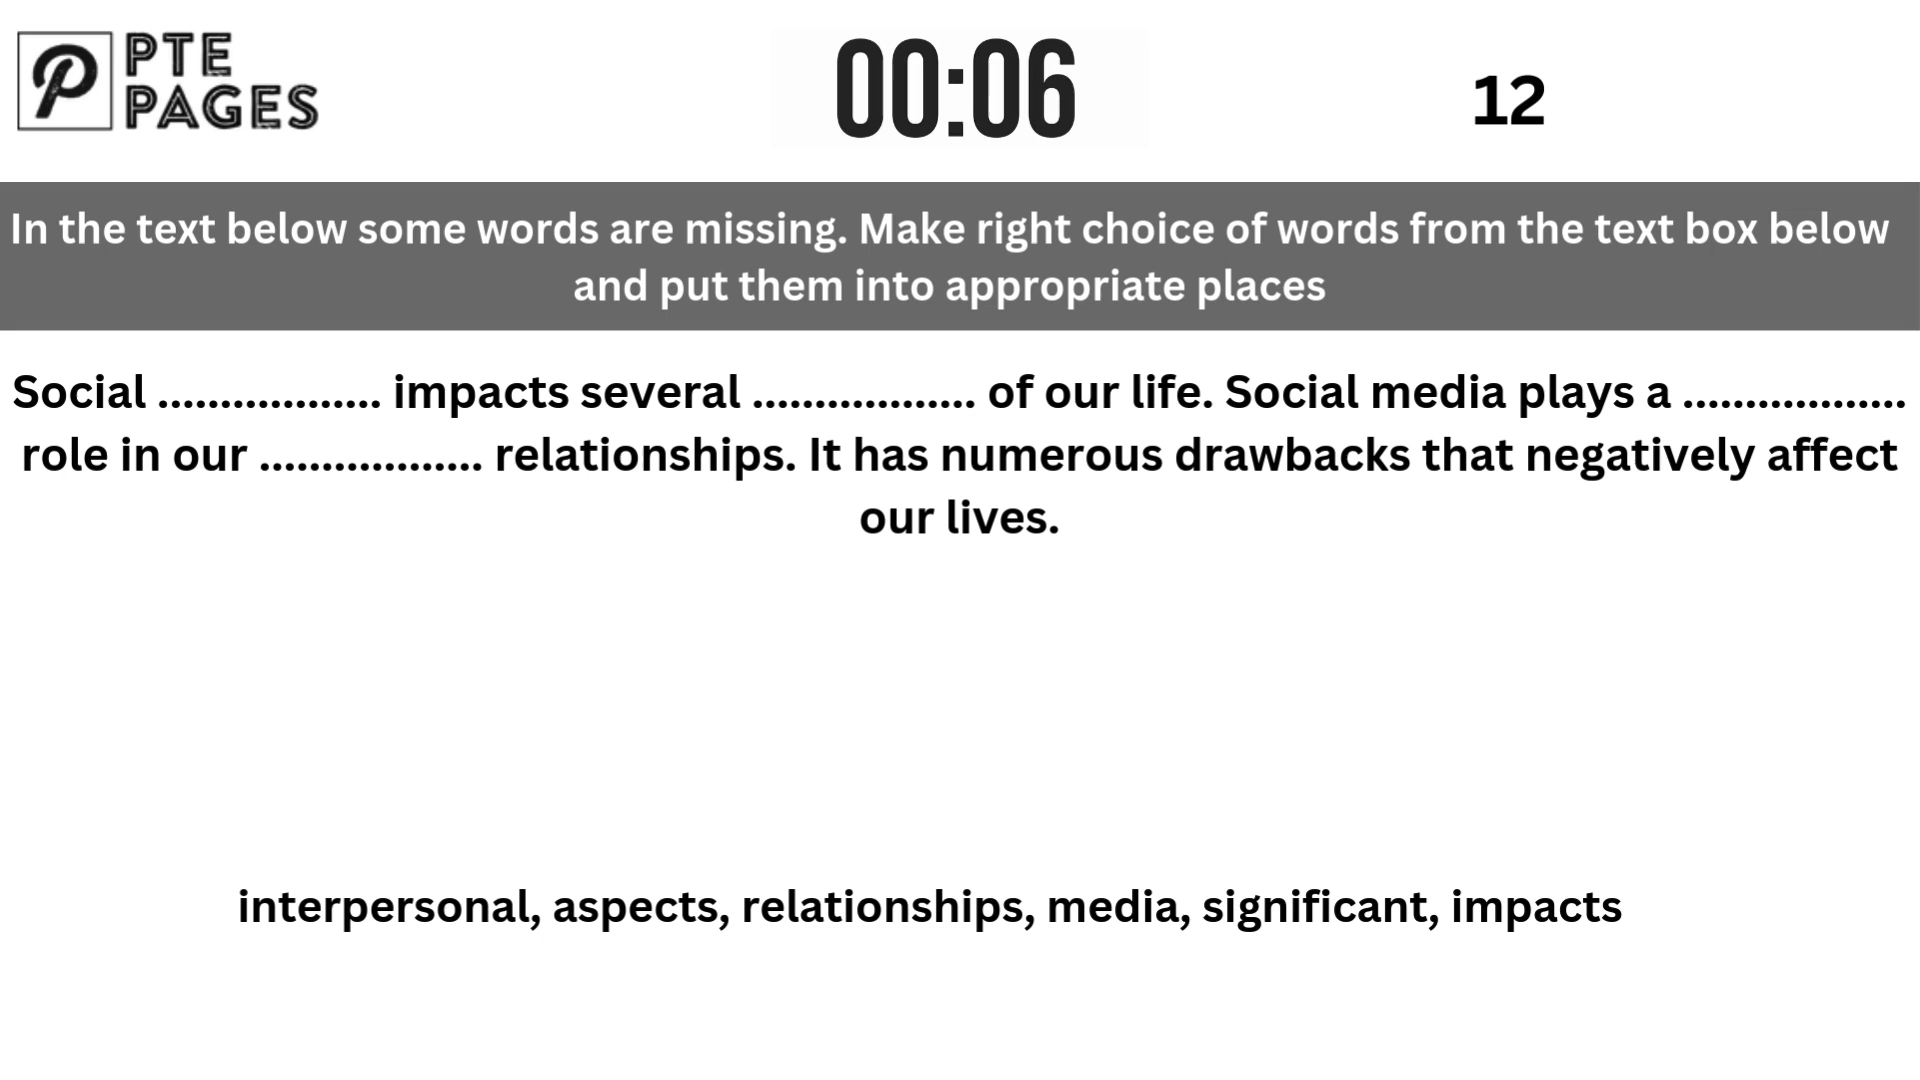 PTE
PAGES
00:06
12
In the text below some words are missing. Make right choice of words from the text box below
and put them into appropriate places
Social .................. impacts several .................. of our life. Social media plays a ..................
role in our .................. relationships. It has numerous drawbacks that negatively affect
our lives.
interpersonal, aspects, relationships, media, significant, impacts